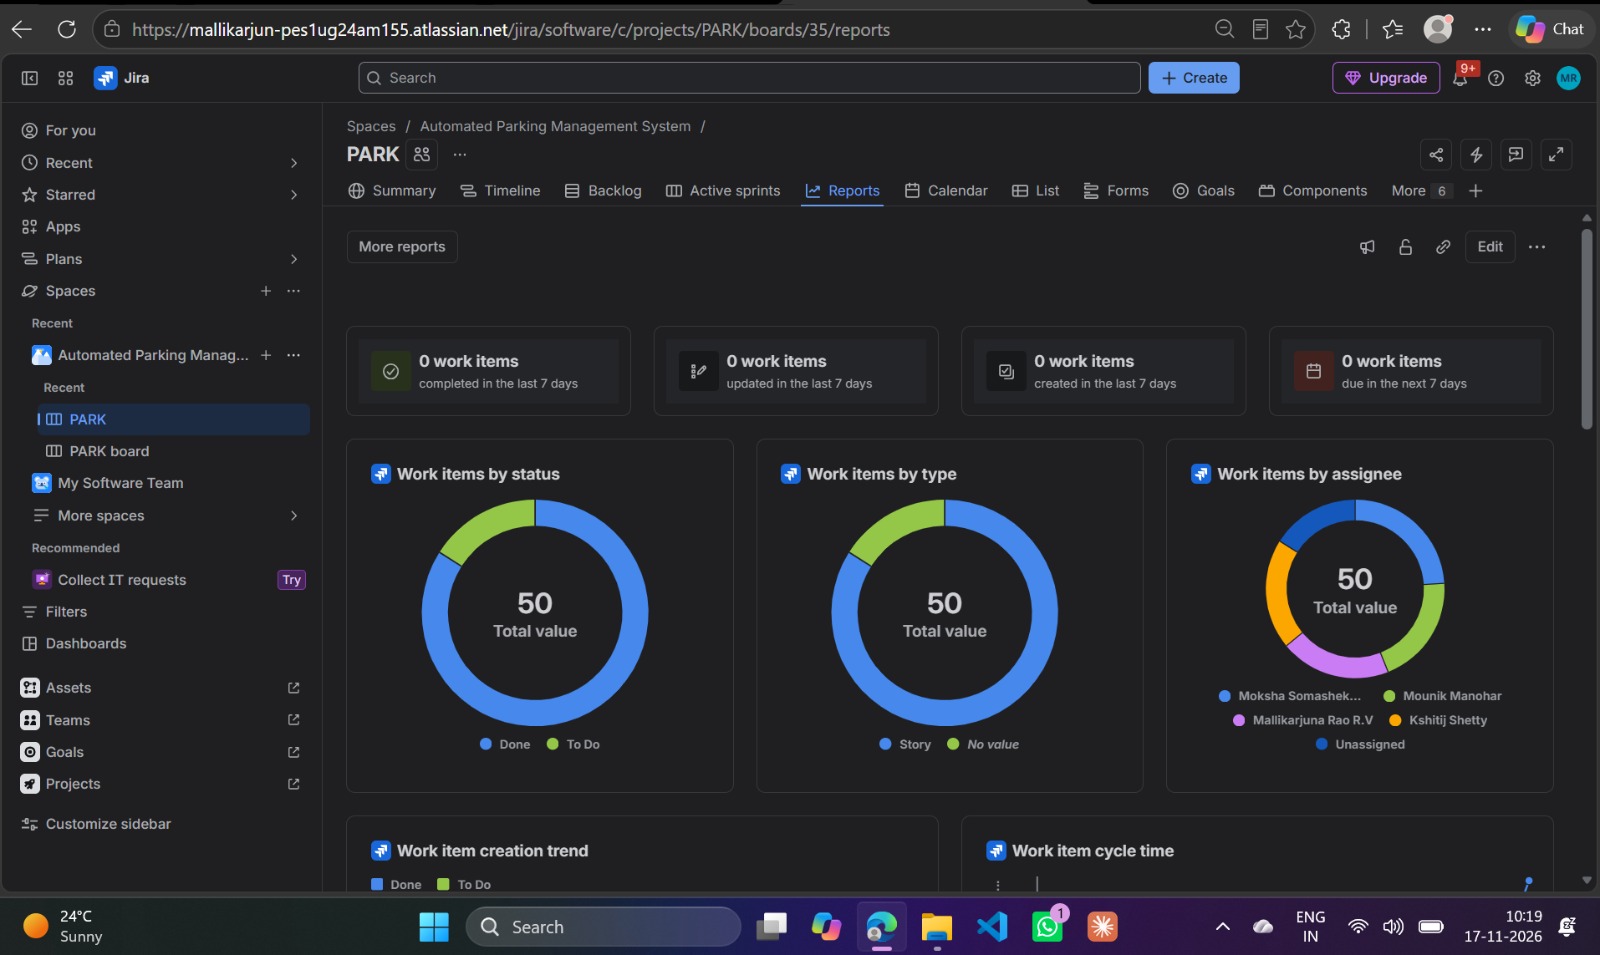 https://mallikarjun-pes1ug24am155.atlassian.net/jira/software/c/projects/PARK/boards/35/reports
Chat
Jira
Search
Create
Upgrade
9+
MR
For you
Recent
Starred
Apps
Plans
Spaces
Recent
Automated Parking Manag...
Recent
PARK
PARK board
My Software Team
More spaces
Recommended
Collect IT requests
Try
Filters
Dashboards
Assets
Teams
Goals
Projects
Customize sidebar
Spaces / Automated Parking Management System /
PARK
Summary
Timeline
Backlog
Active sprints
Reports
Calendar
List
Forms
Goals
Components
More 6
More reports
Edit
0 work items
completed in the last 7 days
0 work items
updated in the last 7 days
0 work items
created in the last 7 days
0 work items
due in the next 7 days
Work items by status
50
Total value
Done
To Do
Work items by type
50
Total value
Story
No value
Work items by assignee
50
Total value
Moksha Somashek...
Mounik Manohar
Mallikarjuna Rao R.V
Kshitij Shetty
Unassigned
Work item creation trend
Done
To Do
Work item cycle time
24°C
Sunny
Search
1
ENG
IN
10:19
17-11-2026